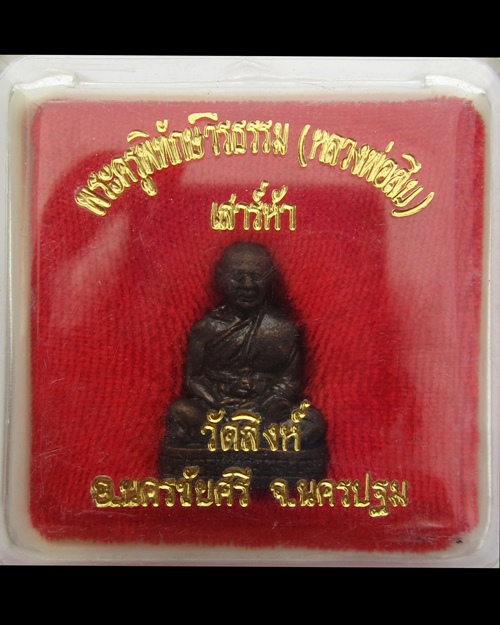 พระครูพิทักษ์วีรธรรม (หลวงพ่อสืบ)
เสาร์ห้า
วัดสิงห์
อ.นครชัยศรี จ.นครปฐม